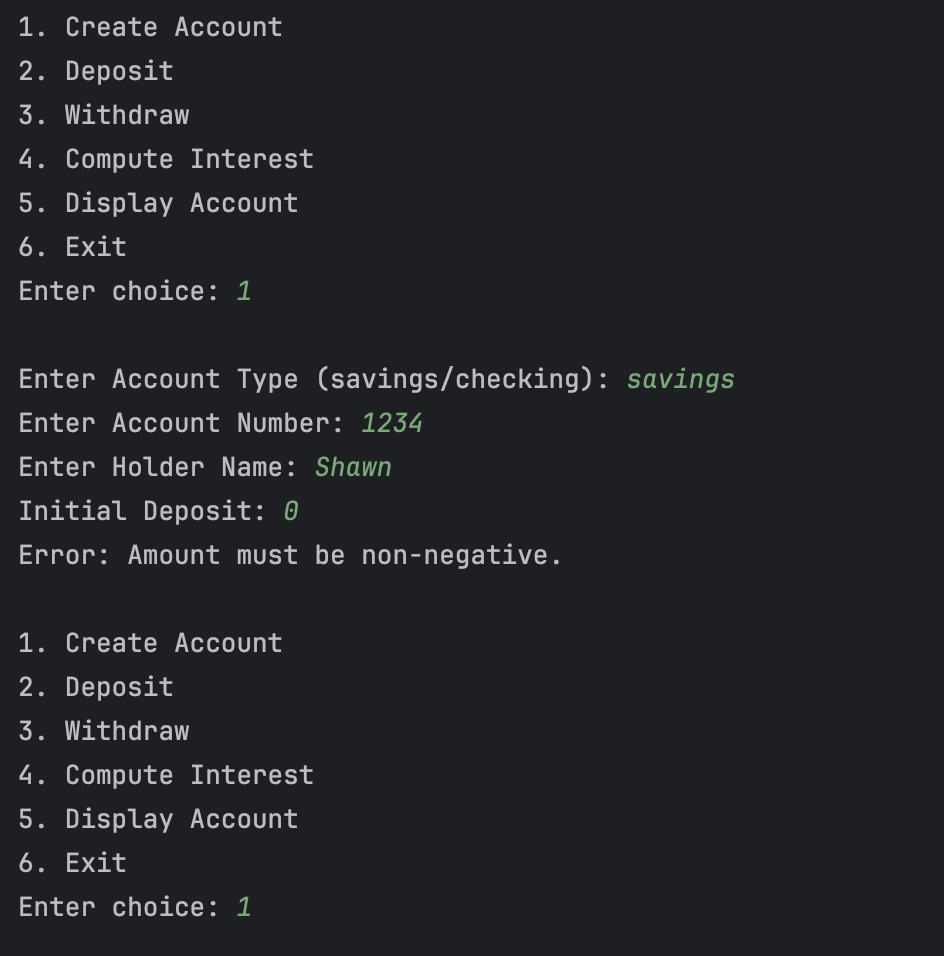 1. Create Account
2. Deposit
3. Withdraw
4. Compute Interest
5. Display Account
6. Exit
Enter choice: 1
Enter Account Type (savings/checking): savings
Enter Account Number: 1234
Enter Holder Name: Shawn
Initial Deposit: 0
Error: Amount must be non-negative.
1. Create Account
2. Deposit
3. Withdraw
4. Compute Interest
5. Display Account
6. Exit
Enter choice: 1